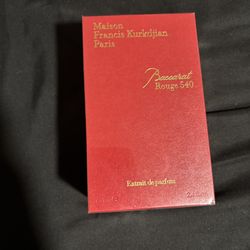 Maison
Francis Kurkdjian
Paris
Baccarat
Rouge 540
Extrait de parfum